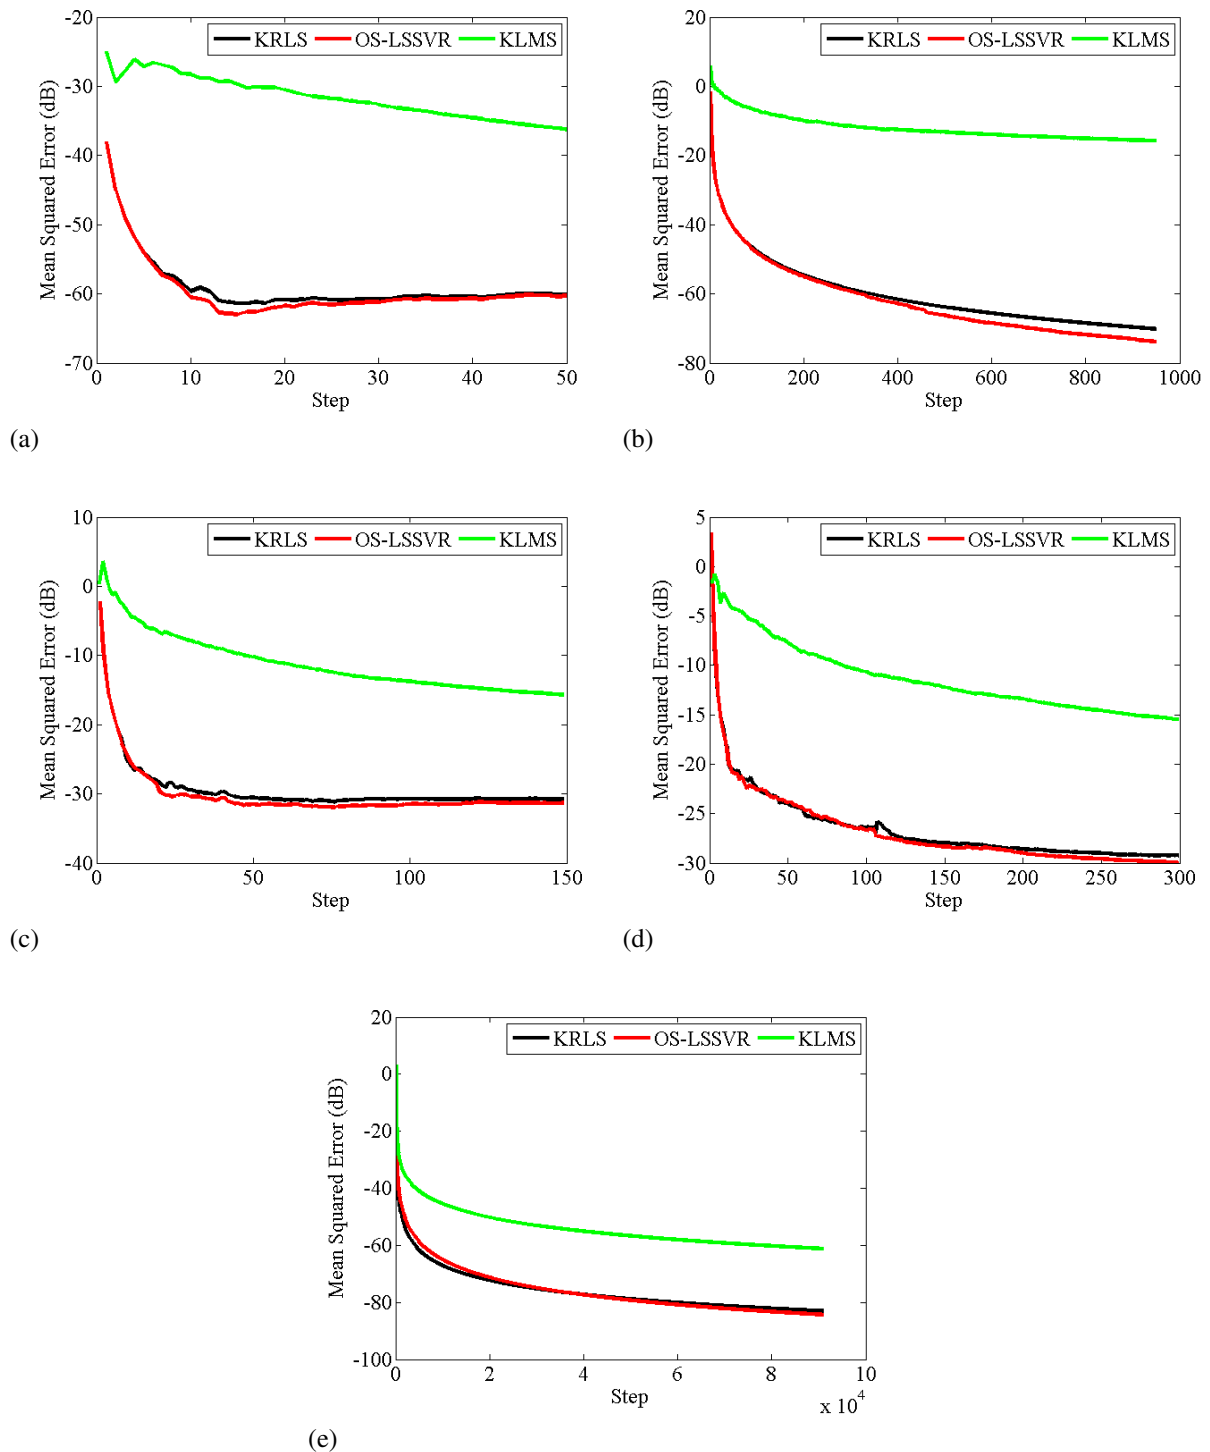 -20
-30
-40
-50
-60
-70
Mean Squared Error (dB)
KRLS OS-LSSVR KLMS
0 10 20 30 40 50
Step
(a)
20
0
-20
-40
-60
-80
Mean Squared Error (dB)
KRLS OS-LSSVR KLMS
0 200 400 600 800 1000
Step
(b)
10
0
-10
-20
-30
-40
Mean Squared Error (dB)
KRLS OS-LSSVR KLMS
0 50 100 150
Step
(c)
5
0
-5
-10
-15
-20
-25
-30
Mean Squared Error (dB)
KRLS OS-LSSVR KLMS
0 50 100 150 200 250 300
Step
(d)
20
0
-20
-40
-60
-80
-100
Mean Squared Error (dB)
KRLS OS-LSSVR KLMS
0 2 4 6 8 10
Step
x 10^4
(e)